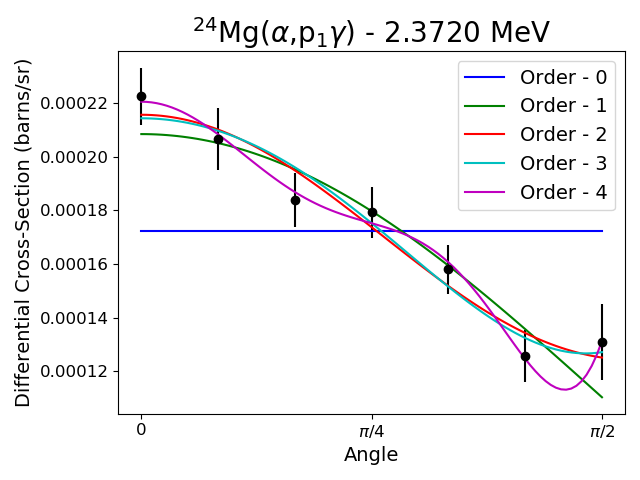 ²⁴Mg(α,p₁γ) - 2.3720 MeV
Differential Cross-Section (barns/sr)
0.00022
0.00020
0.00018
0.00016
0.00014
0.00012
Order - 0
Order - 1
Order - 2
Order - 3
Order - 4
0 π/4 π/2
Angle